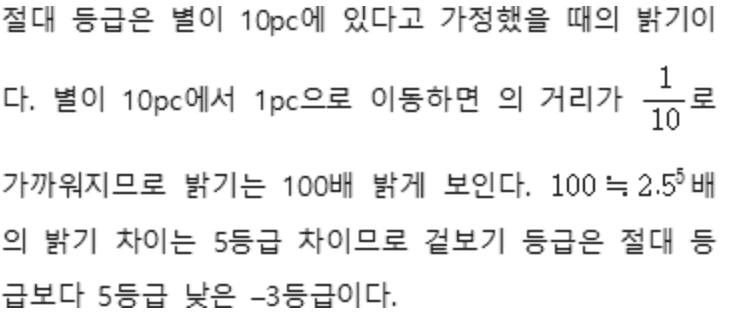 절대 등급은 별이 10pc에 있다고 가정했을 때의 밝기이
다. 별이 10pc에서 1pc으로 이동하면 의 거리가 1/10로
가까워지므로 밝기는 100배 밝게 보인다. 100≒2.5⁵배
의 밝기 차이는 5등급 차이므로 겉보기 등급은 절대 등
급보다 5등급 낮은 –3등급이다.